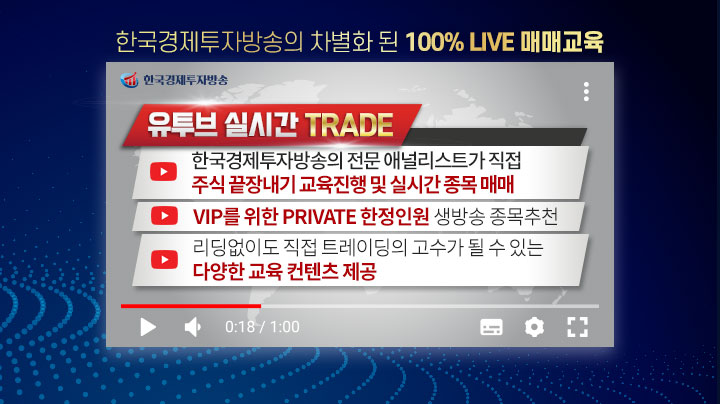 한국경제투자방송의 차별화 된 100% LIVE 매매교육
한국경제투자방송
유투브 실시간 TRADE
한국경제투자방송의 전문 애널리스트가 직접
주식 끝장내기 교육진행 및 실시간 종목 매매
VIP를 위한 PRIVATE 한정인원 생방송 종목추천
리딩없이도 직접 트레이딩의 고수가 될 수 있는
다양한 교육 컨텐츠 제공
0:18 / 1:00